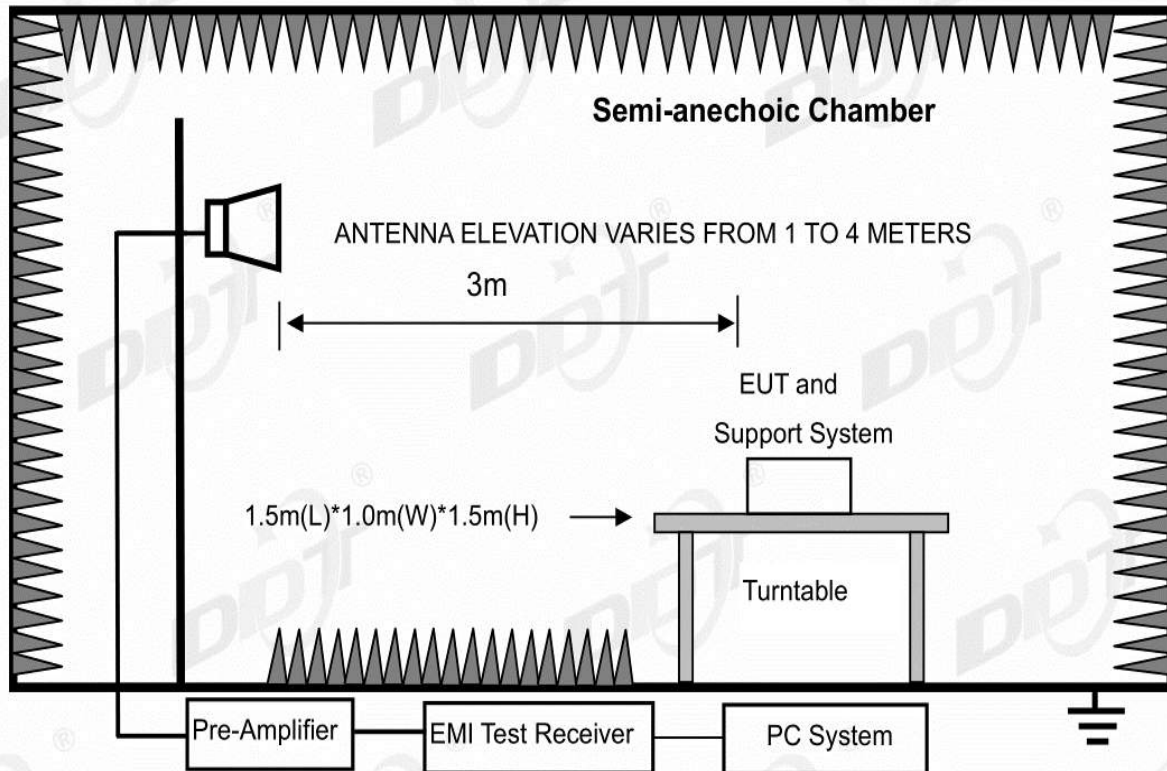 Semi-anechoic Chamber
ANTENNA ELEVATION VARIES FROM 1 TO 4 METERS
3m
EUT and
Support System
1.5m(L)*1.0m(W)*1.5m(H)
Turntable
Pre-Amplifier
EMI Test Receiver
PC System
DDT
®